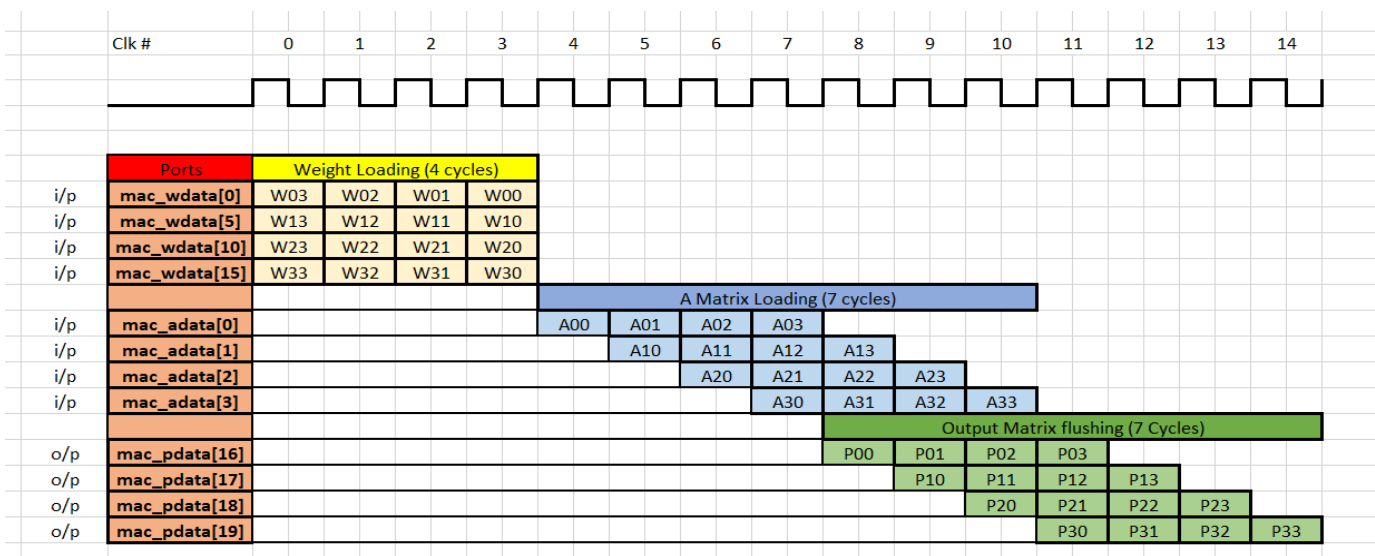 Clk # 0 1 2 3 4 5 6 7 8 9 10 11 12 13 14
Ports Weight Loading (4 cycles)
i/p mac_wdata[0] W03 W02 W01 W00
i/p mac_wdata[5] W13 W12 W11 W10
i/p mac_wdata[10] W23 W22 W21 W20
i/p mac_wdata[15] W33 W32 W31 W30
A Matrix Loading (7 cycles)
i/p mac_adata[0] A00 A01 A02 A03
i/p mac_adata[1] A10 A11 A12 A13
i/p mac_adata[2] A20 A21 A22 A23
i/p mac_adata[3] A30 A31 A32 A33
Output Matrix flushing (7 Cycles)
o/p mac_pdata[16] P00 P01 P02 P03
o/p mac_pdata[17] P10 P11 P12 P13
o/p mac_pdata[18] P20 P21 P22 P23
o/p mac_pdata[19] P30 P31 P32 P33